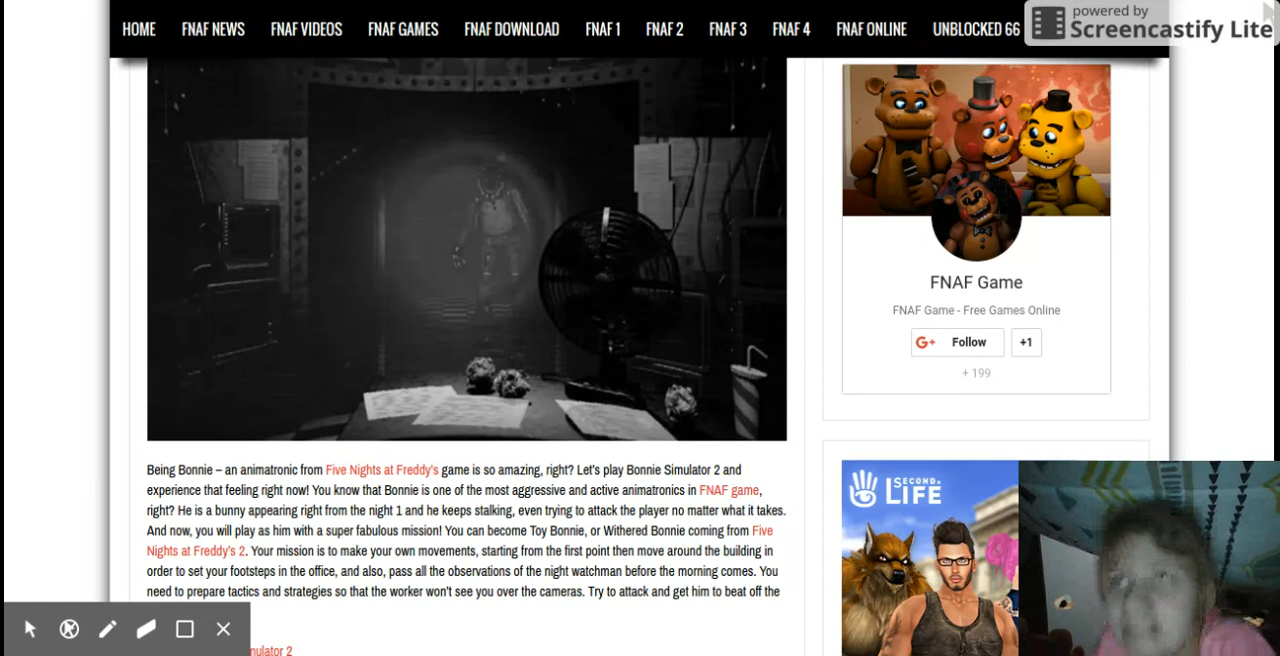 HOME FNAF NEWS FNAF VIDEOS FNAF GAMES FNAF DOWNLOAD FNAF 1 FNAF 2 FNAF 3 FNAF 4 FNAF ONLINE UNBLOCKED 66
powered by
Screencastify Lite
FNAF Game
FNAF Game - Free Games Online
G+ Follow +1
+ 199
Being Bonnie – an animatronic from Five Nights at Freddy's game is so amazing, right? Let's play Bonnie Simulator 2 and
experience that feeling right now! You know that Bonnie is one of the most aggressive and active animatronics in FNAF game,
right? He is a bunny appearing right from the night 1 and he keeps stalking, even trying to attack the player no matter what it takes.
And now, you will play as him with a super fabulous mission! You can become Toy Bonnie, or Withered Bonnie coming from Five
Nights at Freddy's 2. Your mission is to make your own movements, starting from the first point then move around the building in
order to set your footsteps in the office, and also, pass all the observations of the night watchman before the morning comes. You
need to prepare tactics and strategies so that the worker won't see you over the cameras. Try to attack and get him to beat off the
nulator 2
SECOND
LIFE